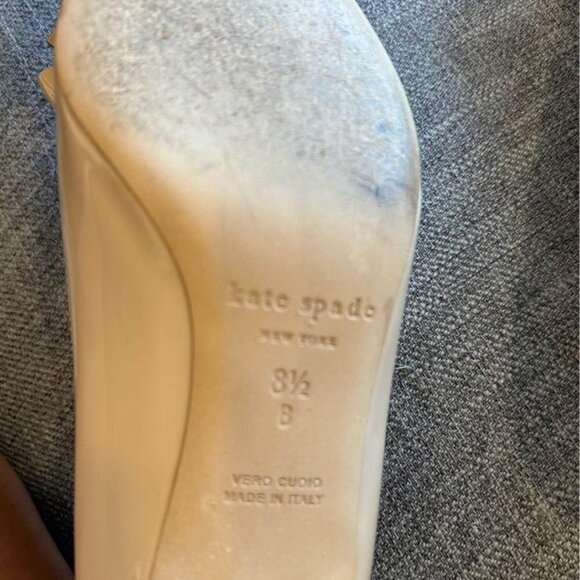 kate spade
NEW YORK
8½
B
VERO CUOIO
MADE IN ITALY